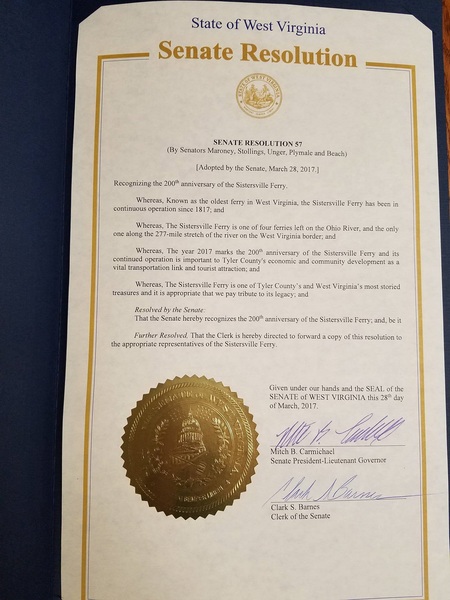 State of West Virginia
Senate Resolution
SENATE RESOLUTION 57
(By Senators Maroney, Stollings, Unger, Plymale and Beach)
[Adopted by the Senate, March 28, 2017.]
Recognizing the 200th anniversary of the Sistersville Ferry.
Whereas, Known as the oldest ferry in West Virginia, the Sistersville Ferry has been in
continuous operation since 1817; and
Whereas, The Sistersville Ferry is one of four ferries left on the Ohio River, and the only
one along the 277-mile stretch of the river on the West Virginia border; and
Whereas, The year 2017 marks the 200th anniversary of the Sistersville Ferry and its
continued operation is important to Tyler County's economic and community development as a
vital transportation link and tourist attraction; and
Whereas, The Sistersville Ferry is one of Tyler County's and West Virginia's most storied
treasures and it is appropriate that we pay tribute to its legacy; and
Resolved by the Senate:
That the Senate hereby recognizes the 200th anniversary of the Sistersville Ferry; and, be it
Further Resolved, That the Clerk is hereby directed to forward a copy of this resolution to
the appropriate representatives of the Sistersville Ferry.
Given under our hands and the SEAL of the
SENATE of WEST VIRGINIA this 28th day
of March, 2017.
Mitch B. Carmichael
Senate President-Lieutenant Governor
Clark S. Barnes
Clark S. Barnes
Clerk of the Senate